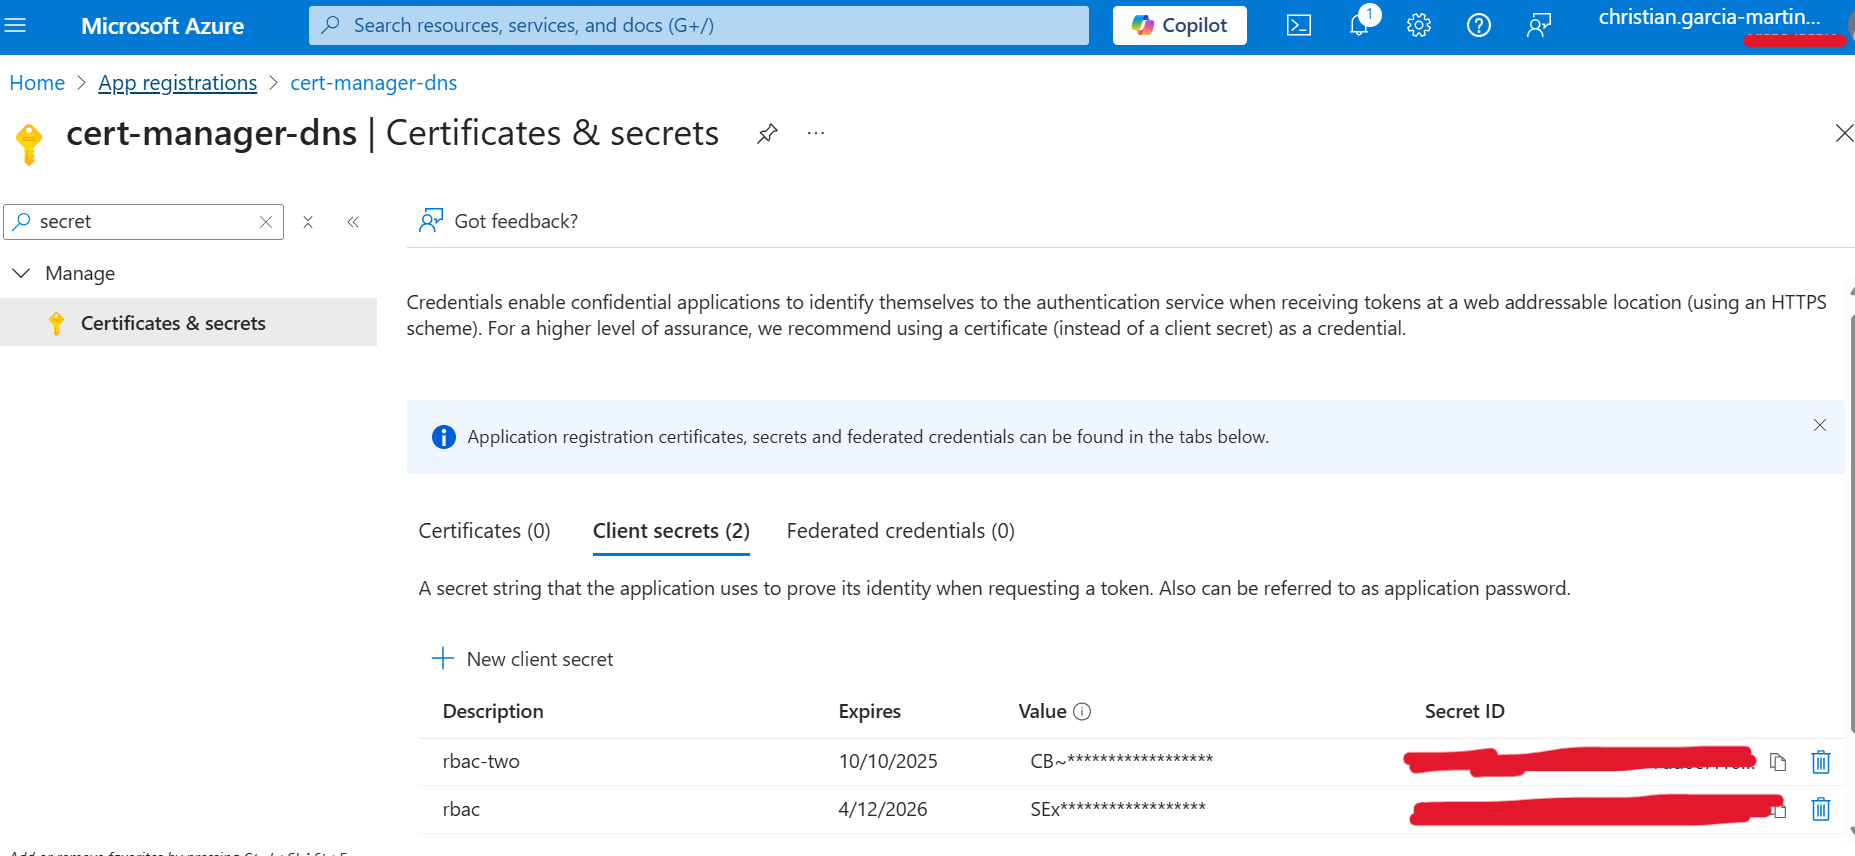 Microsoft Azure
Search resources, services, and docs (G+/)
Copilot
1
christian.garcia-martin...
Home > App registrations > cert-manager-dns
cert-manager-dns | Certificates & secrets
...
secret
Got feedback?
Manage
Certificates & secrets
Credentials enable confidential applications to identify themselves to the authentication service when receiving tokens at a web addressable location (using an HTTPS
scheme). For a higher level of assurance, we recommend using a certificate (instead of a client secret) as a credential.
Application registration certificates, secrets and federated credentials can be found in the tabs below.
Certificates (0) Client secrets (2) Federated credentials (0)
A secret string that the application uses to prove its identity when requesting a token. Also can be referred to as application password.
New client secret
Description Expires Value Secret ID
rbac-two 10/10/2025 CB~******************
rbac 4/12/2026 SEx******************